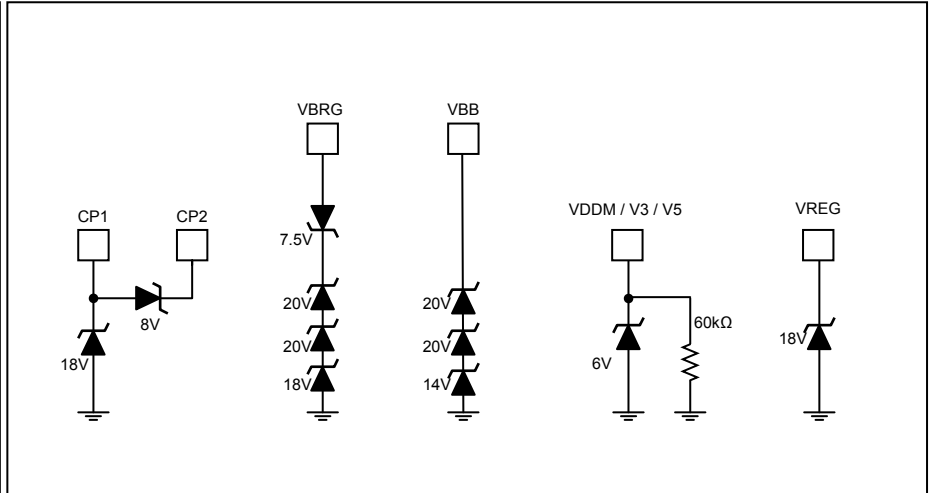 VBRG
VBB
CP1
CP2
VDDM / V3 / V5
VREG
7.5V
8V
18V
20V
20V
18V
20V
20V
14V
6V
60kΩ
18V